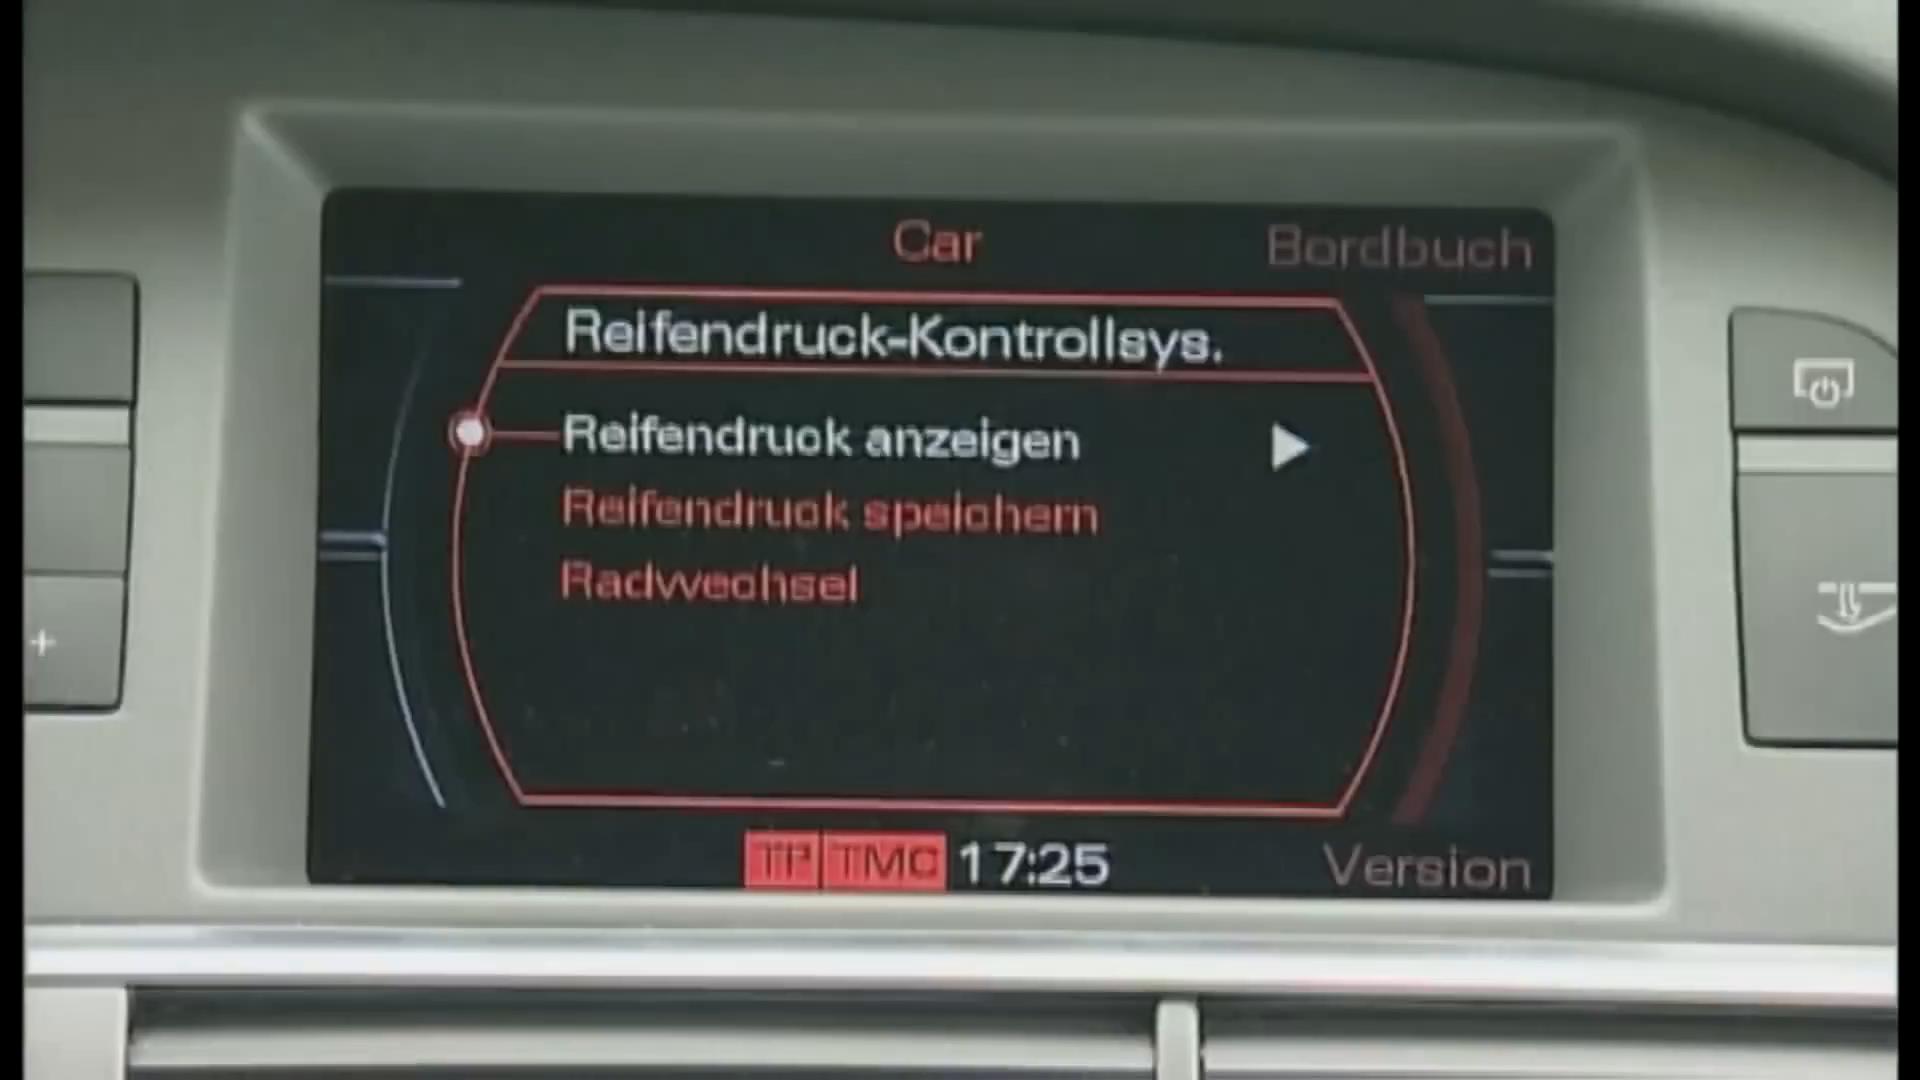 Car
Bordbuch
Reifendruck-Kontrollsys.
Reifendruck anzeigen
Reifendruck speichern
Radwechsel
TP TMC 17:25
Version
+